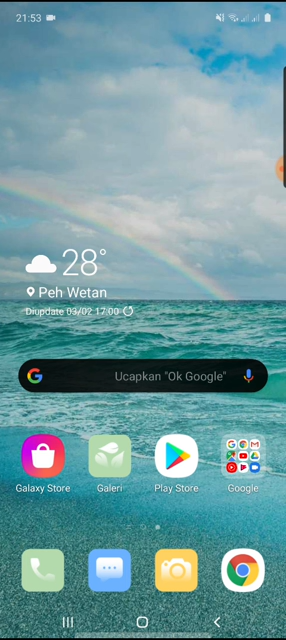 21:53
28°
Peh Wetan
Diupdate 03/02 17:00
Ucapkan "Ok Google"
Galaxy Store
Galeri
Play Store
Google